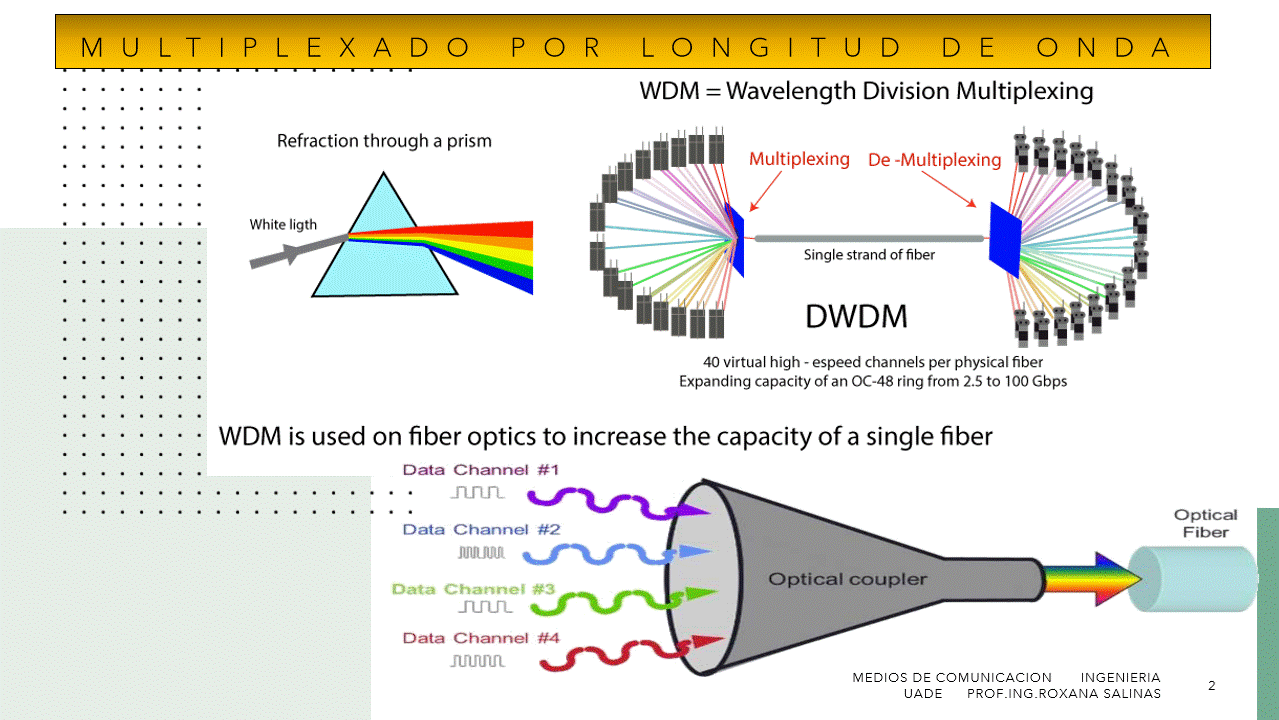 MULTIPLEXADO POR LONGITUD DE ONDA
WDM = Wavelength Division Multiplexing
Refraction through a prism
White ligth
Multiplexing
De -Multiplexing
Single strand of fiber
DWDM
40 virtual high - espeed channels per physical fiber
Expanding capacity of an OC-48 ring from 2.5 to 100 Gbps
WDM is used on fiber optics to increase the capacity of a single fiber
Data Channel #1
Data Channel #2
Data Channel #3
Data Channel #4
Optical coupler
Optical
Fiber
MEDIOS DE COMUNICACION INGENIERIA
UADE PROF.ING.ROXANA SALINAS
2